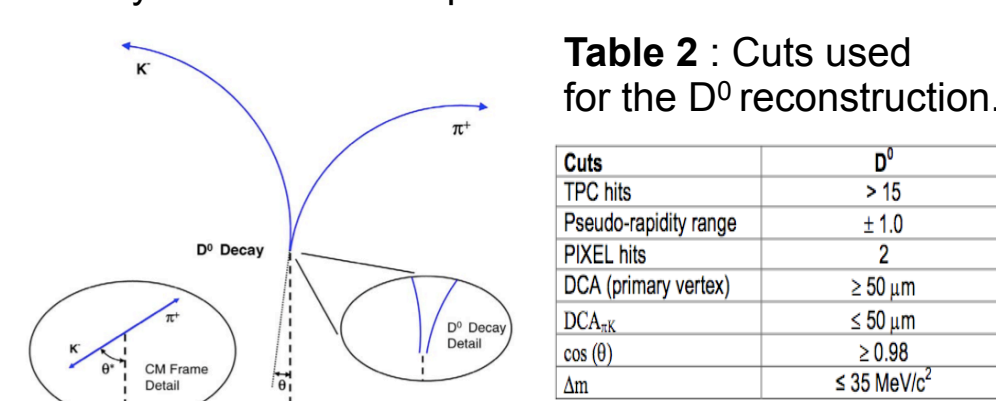 K⁻
π⁺
D⁰ Decay
π⁺
K⁻
θ*
CM Frame
Detail
θ
D⁰ Decay
Detail
Table 2 : Cuts used
for the D⁰ reconstruction.
Cuts D⁰
TPC hits > 15
Pseudo-rapidity range ± 1.0
PIXEL hits 2
DCA (primary vertex) ≥ 50 μm
DCAπK ≤ 50 μm
cos (θ) ≥ 0.98
Δm ≤ 35 MeV/c²